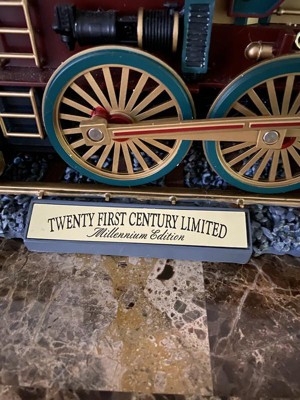 TWENTY FIRST CENTURY LIMITED
Millennium Edition